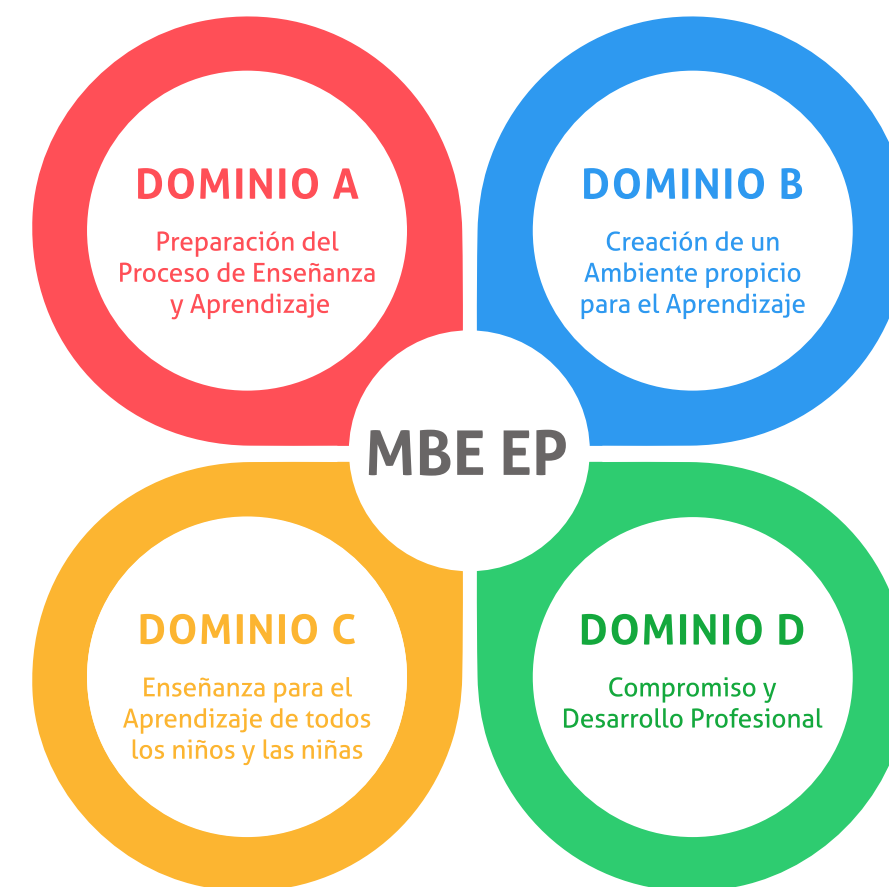 DOMINIO A
Preparación del
Proceso de Enseñanza
y Aprendizaje
DOMINIO B
Creación de un
Ambiente propicio
para el Aprendizaje
MBE EP
DOMINIO C
Enseñanza para el
Aprendizaje de todos
los niños y las niñas
DOMINIO D
Compromiso y
Desarrollo Profesional